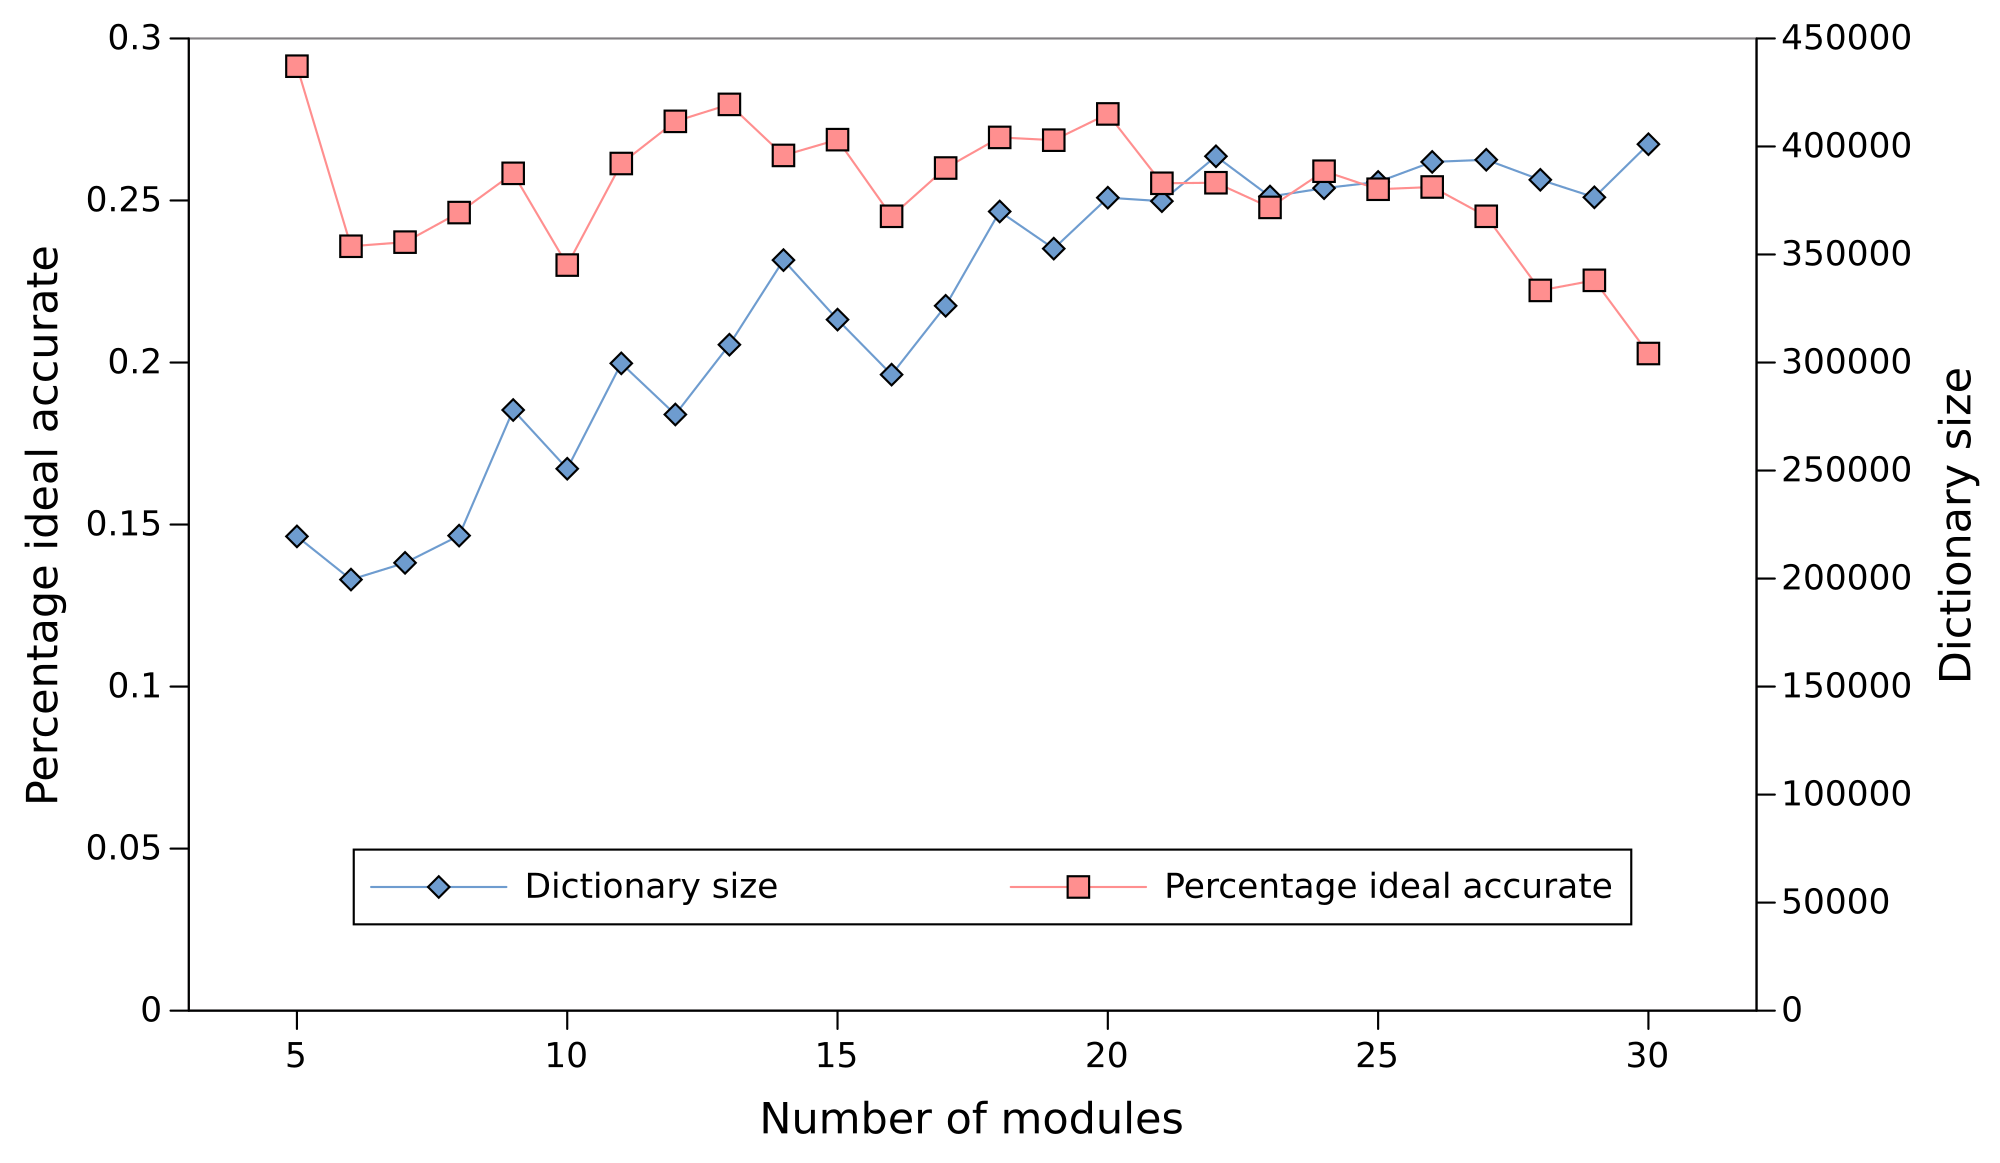 0.3
0.25
0.2
0.15
0.1
0.05
0
Percentage ideal accurate
450000
400000
350000
300000
250000
200000
150000
100000
50000
0
Dictionary size
Dictionary size
Percentage ideal accurate
5 10 15 20 25 30
Number of modules